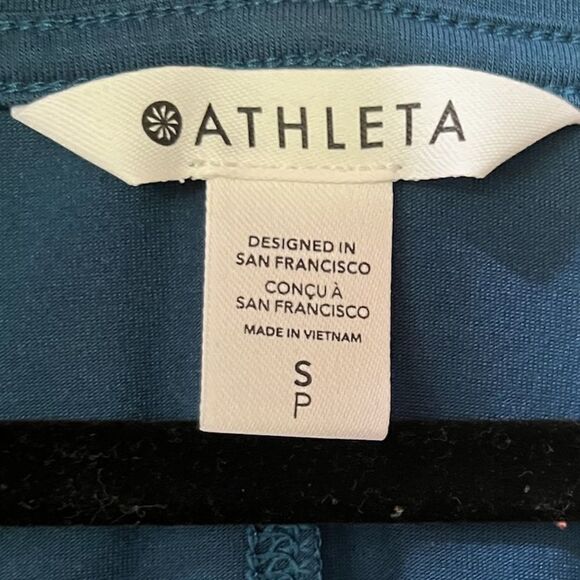 ATHLETA
DESIGNED IN
SAN FRANCISCO
CONÇU À
SAN FRANCISCO
MADE IN VIETNAM
S
P